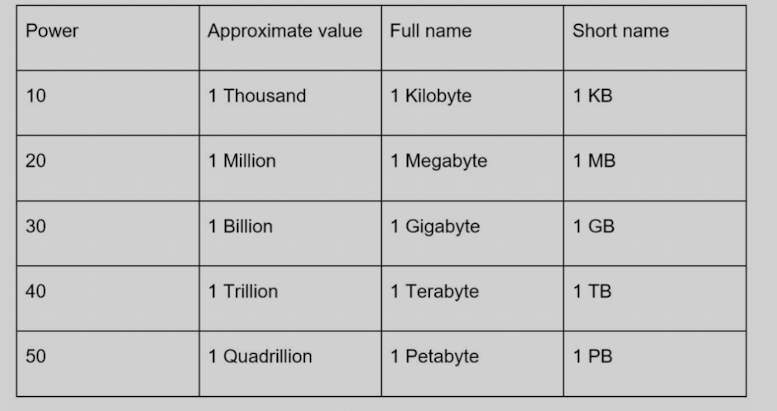 Power Approximate value Full name Short name
10 1 Thousand 1 Kilobyte 1 KB
20 1 Million 1 Megabyte 1 MB
30 1 Billion 1 Gigabyte 1 GB
40 1 Trillion 1 Terabyte 1 TB
50 1 Quadrillion 1 Petabyte 1 PB